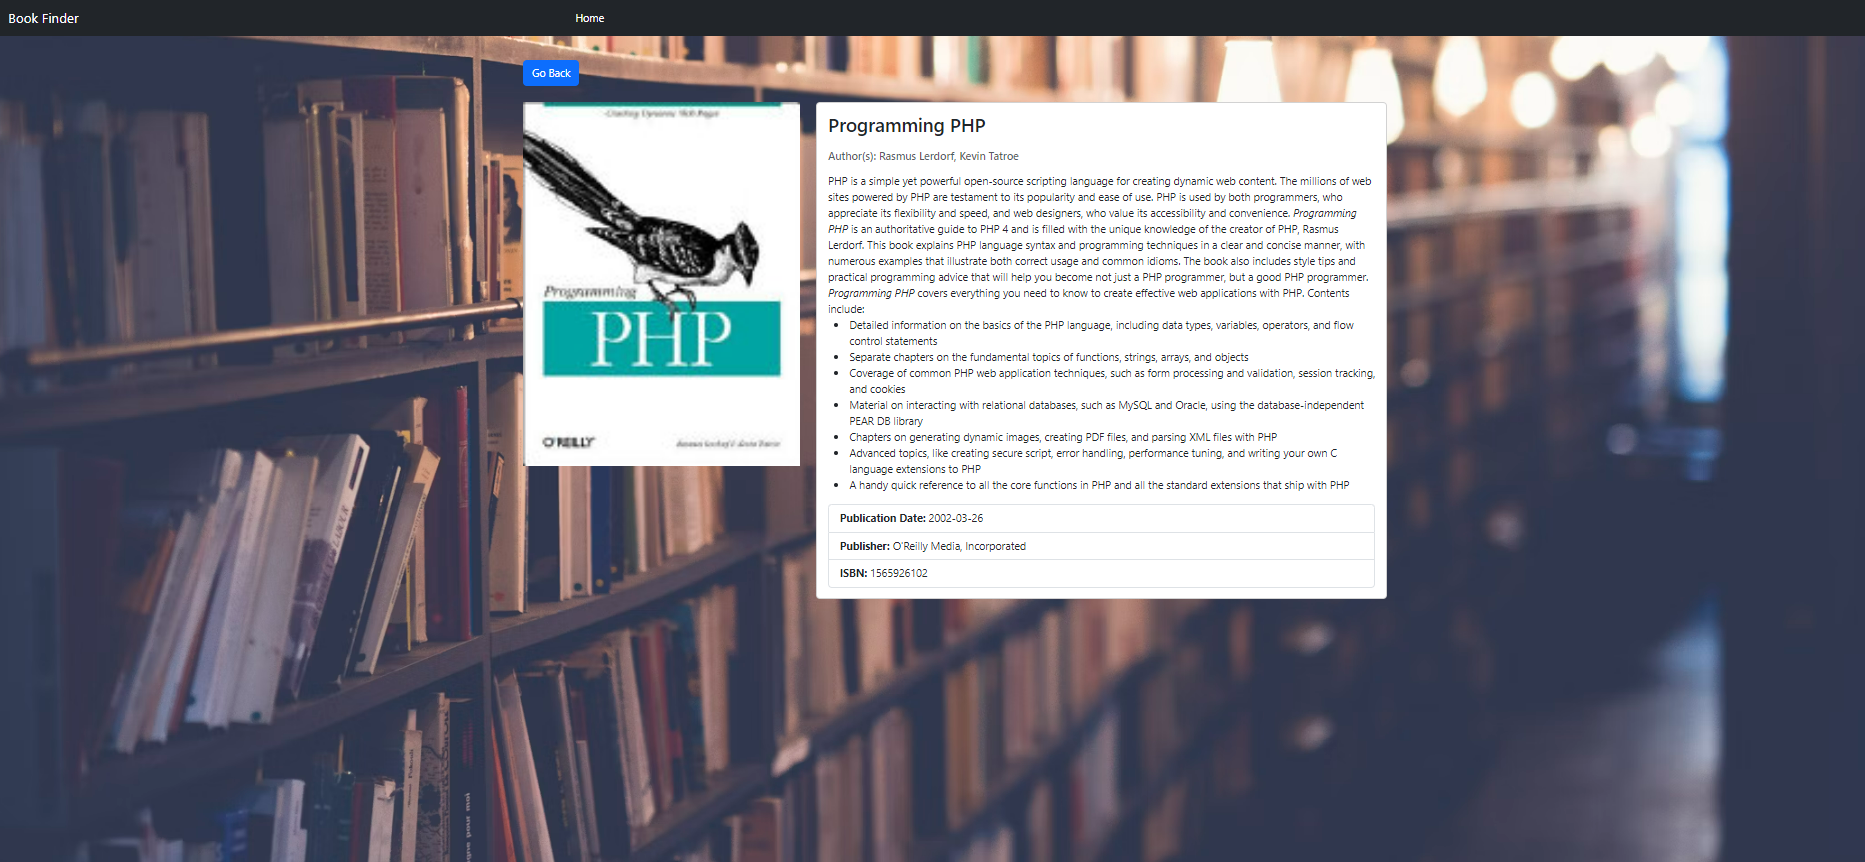 Book Finder
Home
Go Back
Creating Dynamic Web Pages
Programming
PHP
O'REILLY
Rasmus Lerdorf & Kevin Tatroe
Programming PHP
Author(s): Rasmus Lerdorf, Kevin Tatroe
PHP is a simple yet powerful open-source scripting language for creating dynamic web content. The millions of web
sites powered by PHP are testament to its popularity and ease of use. PHP is used by both programmers, who
appreciate its flexibility and speed, and web designers, who value its accessibility and convenience. Programming
PHP is an authoritative guide to PHP 4 and is filled with the unique knowledge of the creator of PHP, Rasmus
Lerdorf. This book explains PHP language syntax and programming techniques in a clear and concise manner, with
numerous examples that illustrate both correct usage and common idioms. The book also includes style tips and
practical programming advice that will help you become not just a PHP programmer, but a good PHP programmer.
Programming PHP covers everything you need to know to create effective web applications with PHP. Contents
include:
• Detailed information on the basics of the PHP language, including data types, variables, operators, and flow
control statements
• Separate chapters on the fundamental topics of functions, strings, arrays, and objects
• Coverage of common PHP web application techniques, such as form processing and validation, session tracking,
and cookies
• Material on interacting with relational databases, such as MySQL and Oracle, using the database-independent
PEAR DB library
• Chapters on generating dynamic images, creating PDF files, and parsing XML files with PHP
• Advanced topics, like creating secure script, error handling, performance tuning, and writing your own C
language extensions to PHP
• A handy quick reference to all the core functions in PHP and all the standard extensions that ship with PHP
Publication Date: 2002-03-26
Publisher: O'Reilly Media, Incorporated
ISBN: 1565926102